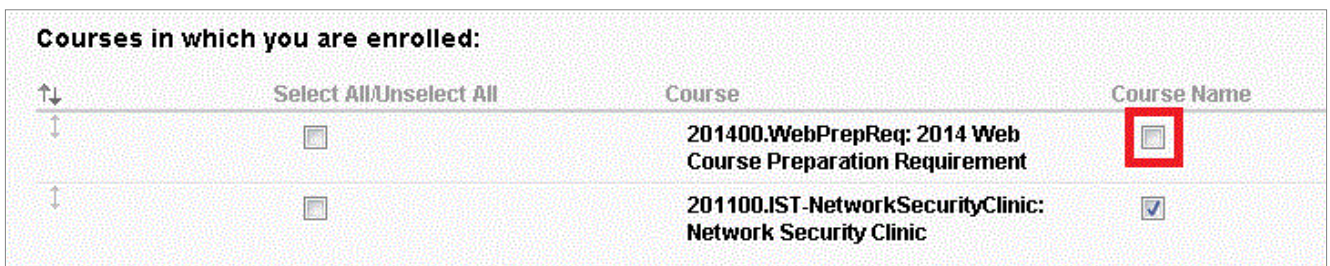 Courses in which you are enrolled:
Select All/Unselect All Course Course Name
201400.WebPrepReq: 2014 Web
Course Preparation Requirement
201100.IST-NetworkSecurityClinic:
Network Security Clinic